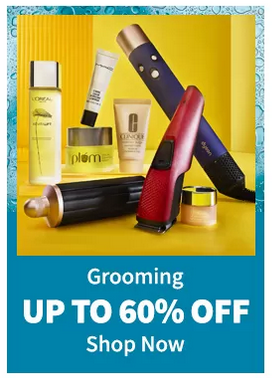 L'ORÉAL
plum
CLINIQUE
dyson
Grooming
UP TO 60% OFF
Shop Now